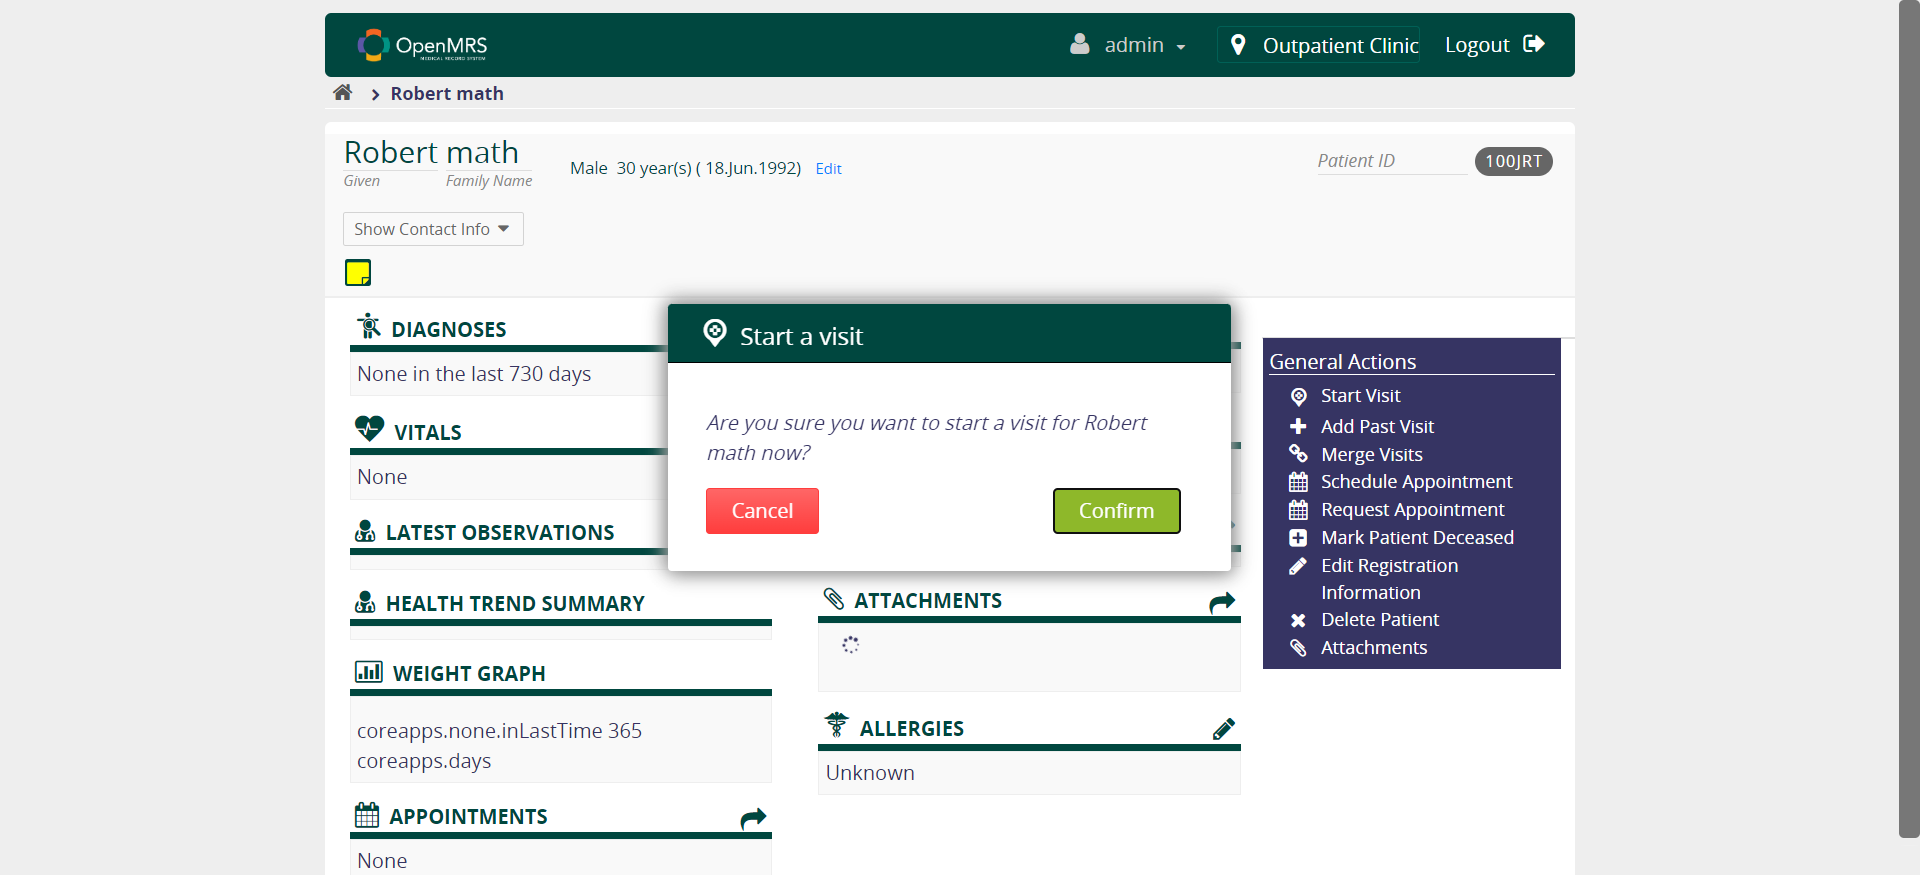 OpenMRS
MEDICAL RECORD SYSTEM
admin
Outpatient Clinic
Logout
Robert math
Robert math
Given
Family Name
Male 30 year(s) ( 18.Jun.1992) Edit
Patient ID
100JRT
Show Contact Info
DIAGNOSES
None in the last 730 days
VITALS
None
LATEST OBSERVATIONS
HEALTH TREND SUMMARY
WEIGHT GRAPH
coreapps.none.inLastTime 365
coreapps.days
APPOINTMENTS
None
Start a visit
Are you sure you want to start a visit for Robert
math now?
Cancel
Confirm
ATTACHMENTS
ALLERGIES
Unknown
General Actions
Start Visit
Add Past Visit
Merge Visits
Schedule Appointment
Request Appointment
Mark Patient Deceased
Edit Registration
Information
Delete Patient
Attachments